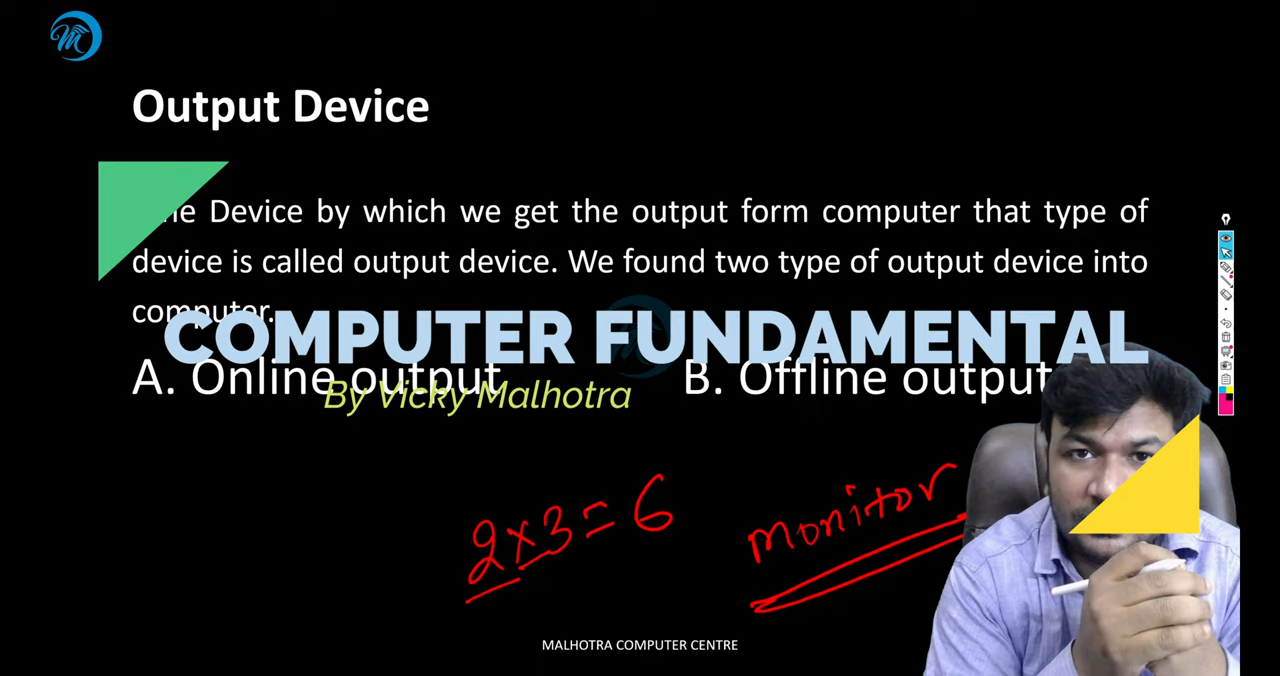 Output Device
The Device by which we get the output form computer that type of
device is called output device. We found two type of output device into
computer.
COMPUTER FUNDAMENTAL
A. Online output B. Offline output
By Vicky Malhotra
2 x 3 = 6
monitor
MALHOTRA COMPUTER CENTRE